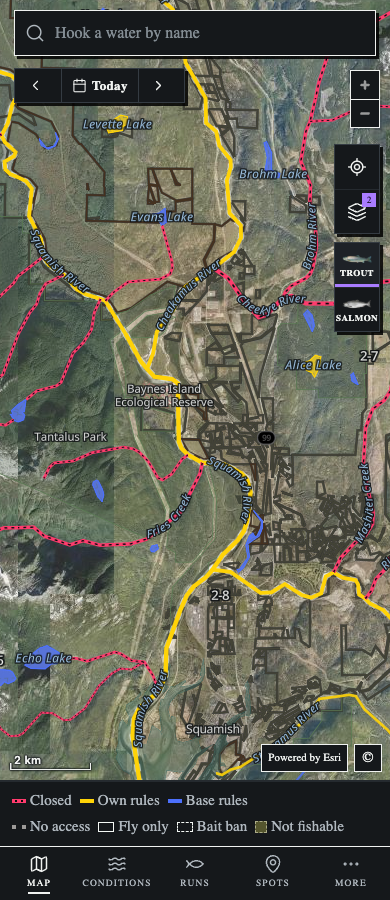 Hook a water by name
Today
Levette Lake
2
Brohm Lake
Evans Lake
Brohm River
TROUT
Squamish River
Cheakamus River
Cheekye River
SALMON
2-7
Alice Lake
Baynes Island
Ecological Reserve
Tantalus Park
99
Squamish River
Mashiter Creek
Fries Creek
2-8
Echo Lake
Squamish River
Squamish
2 km
Powered by Esri
©
Closed
Own rules
Base rules
No access
Fly only
Bait ban
Not fishable
MAP
CONDITIONS
RUNS
SPOTS
MORE